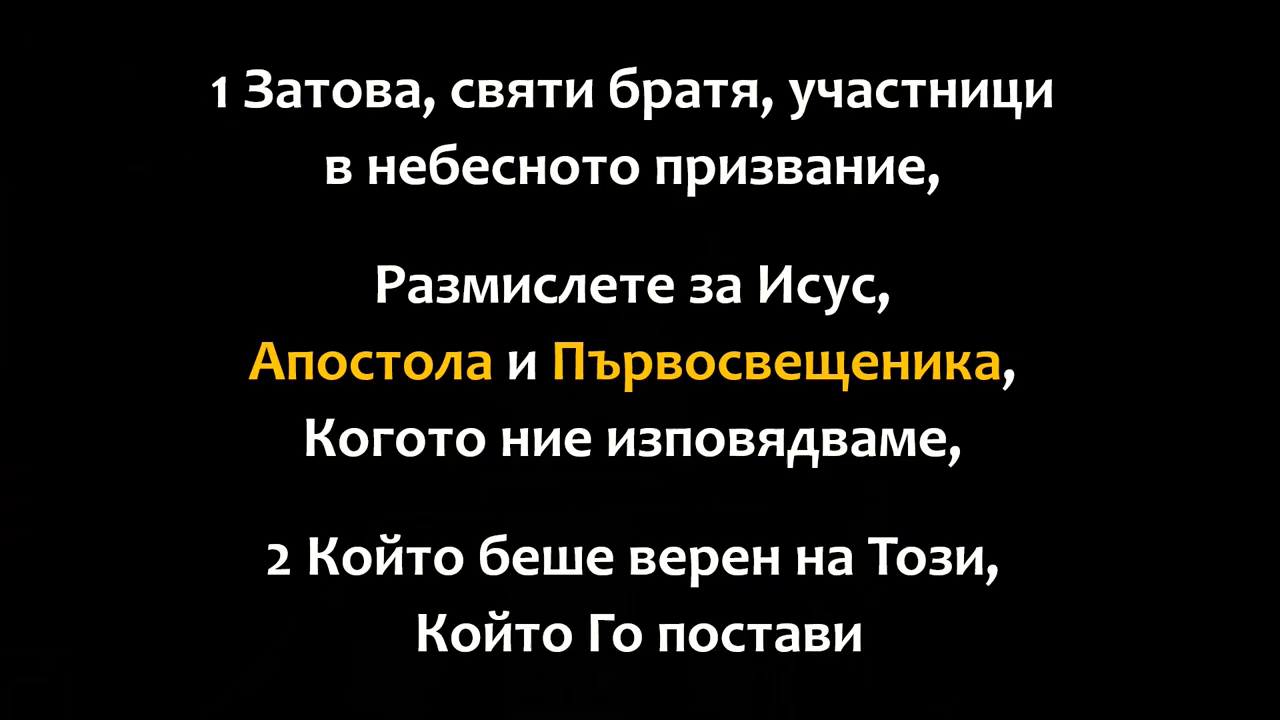 1 Затова, святи братя, участници
в небесното призвание,
Размислете за Исус,
Апостола и Първосвещеника,
Когото ние изповядваме,
2 Който беше верен на Този,
Който Го постави